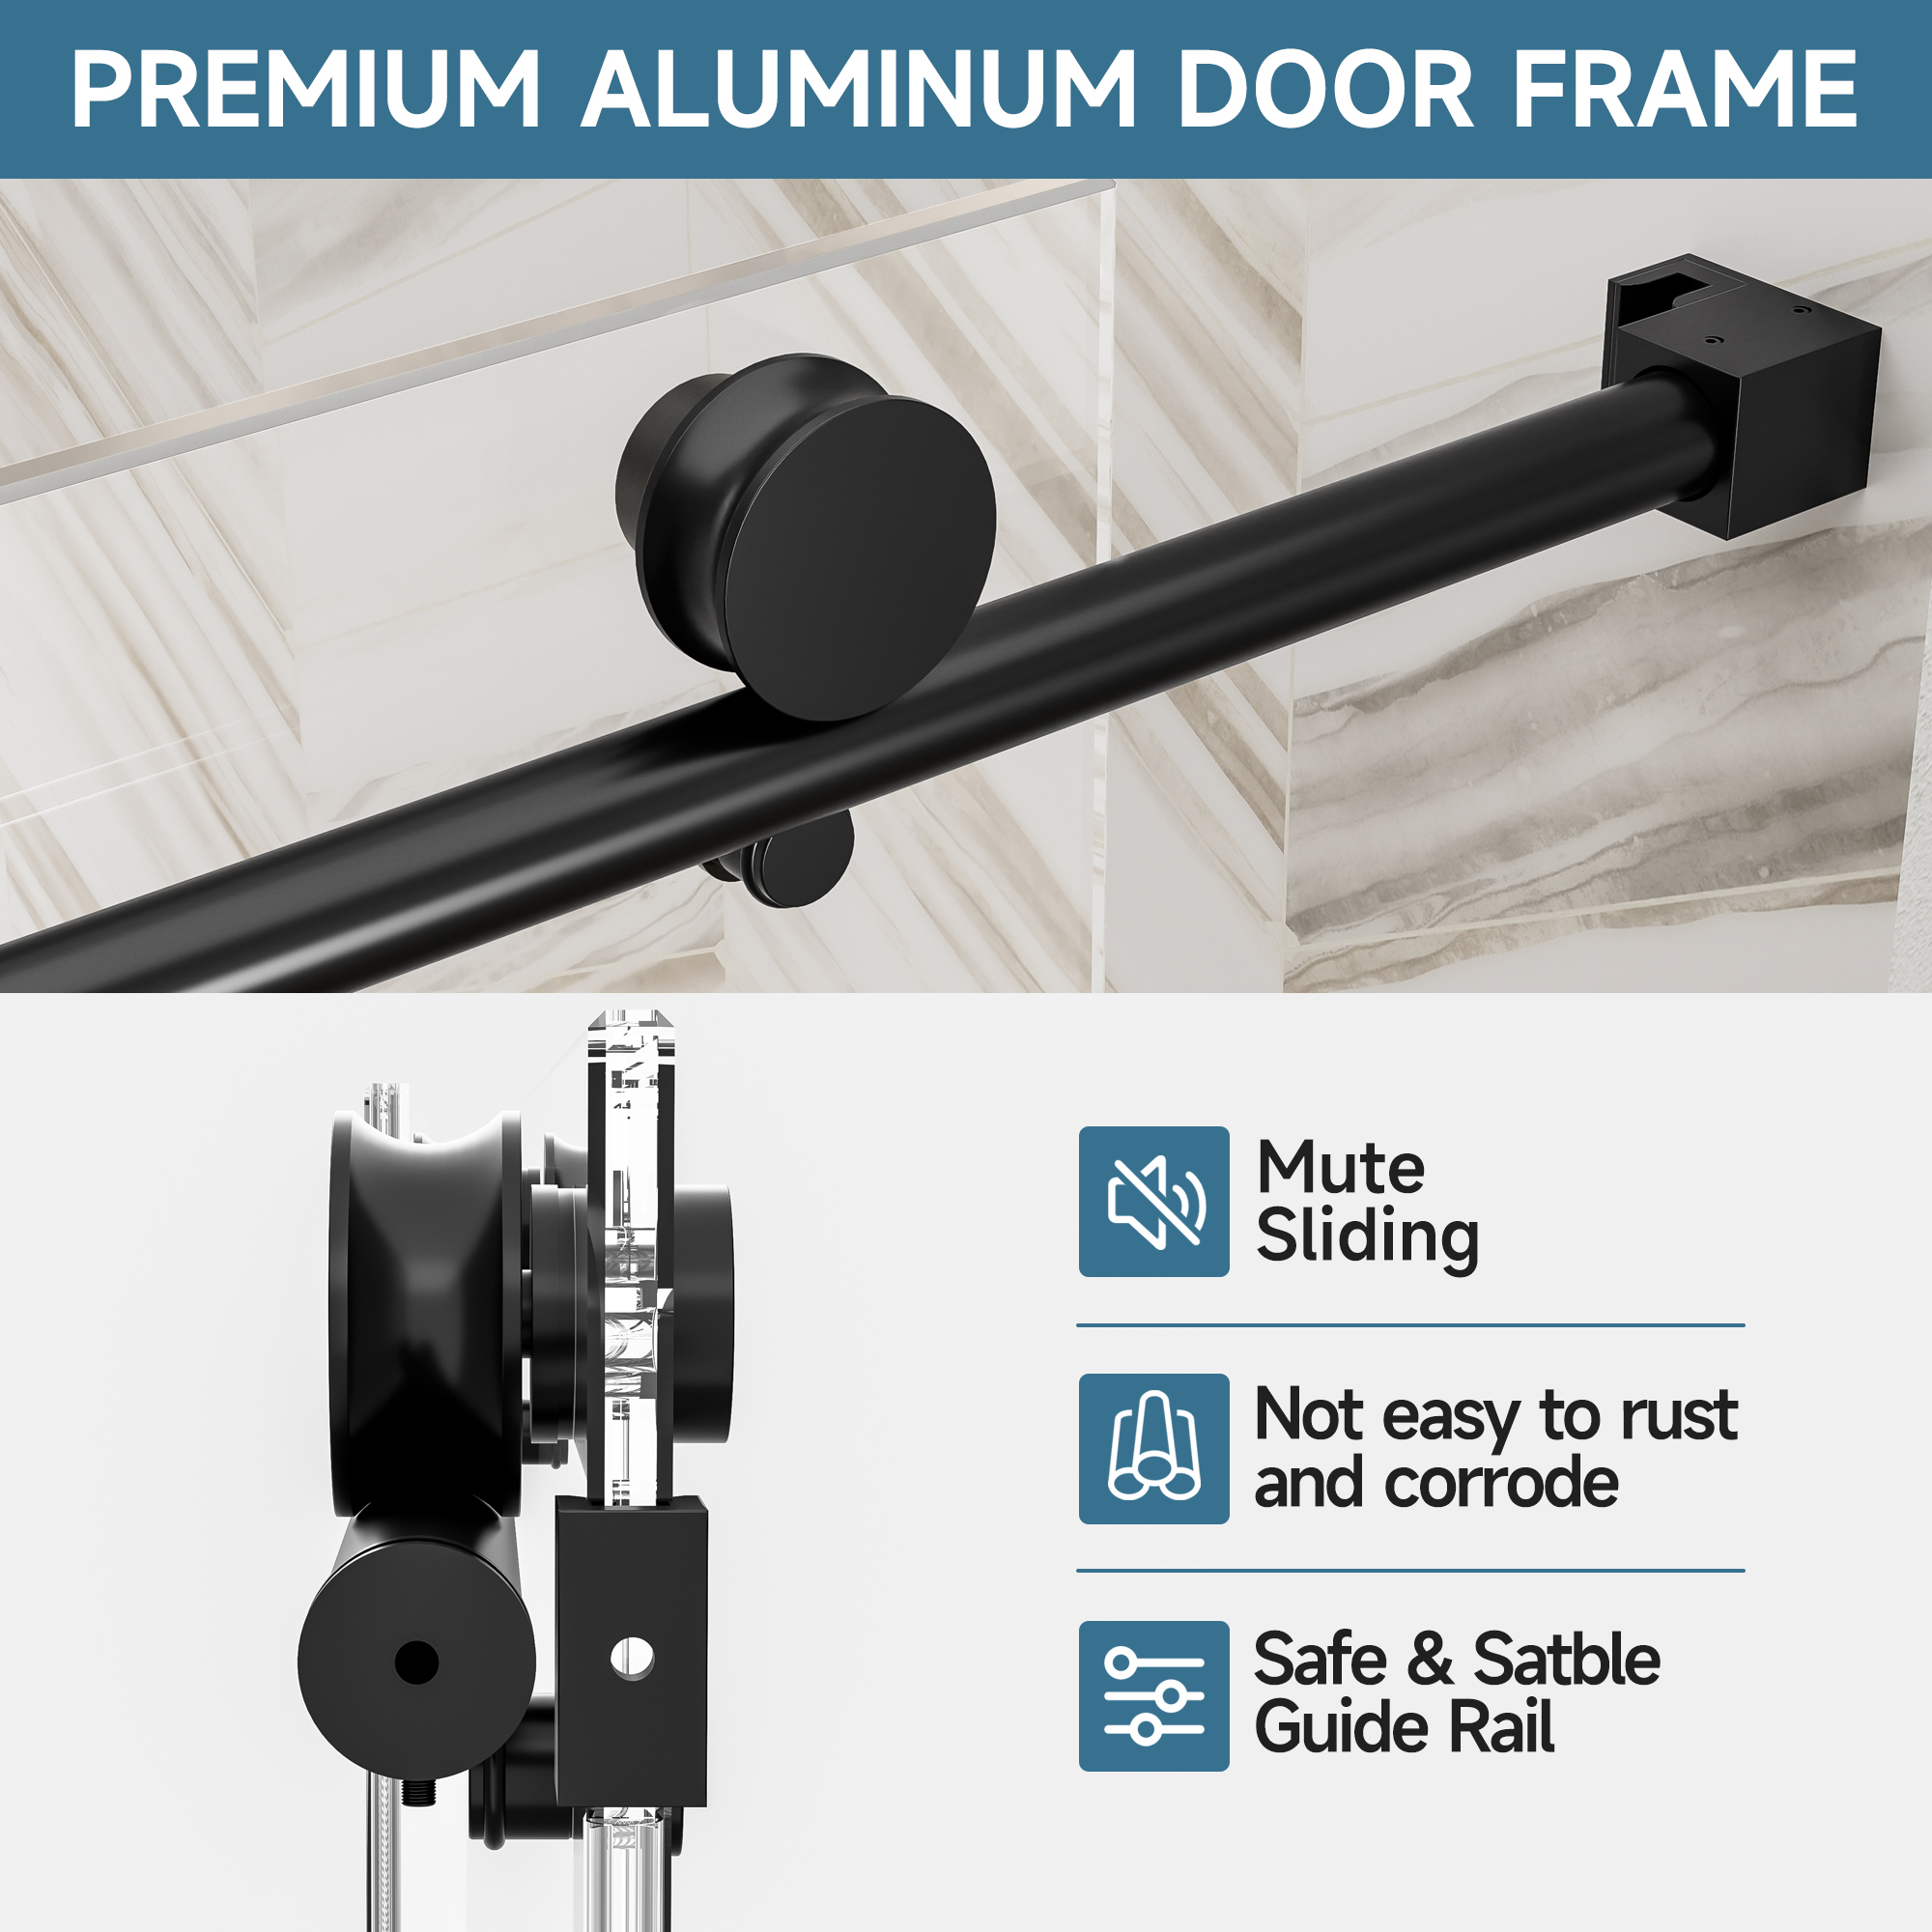 PREMIUM ALUMINUM DOOR FRAME
Mute
Sliding
Not easy to rust
and corrode
Safe & Satble
Guide Rail